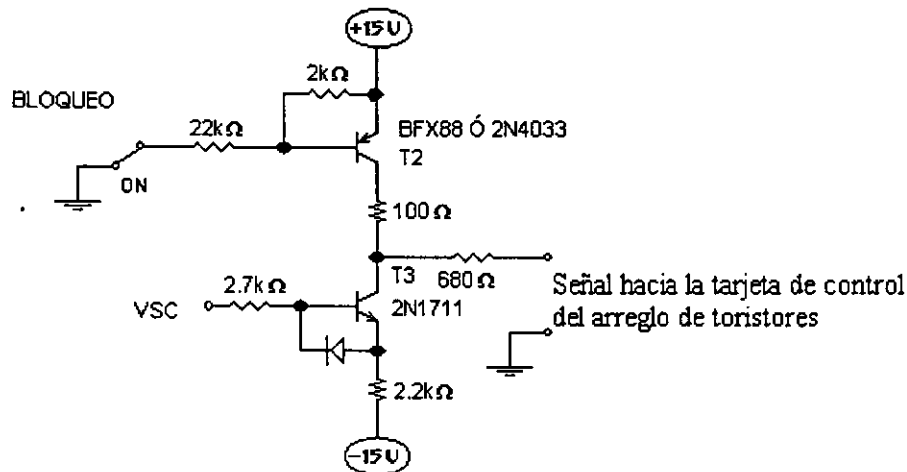 +15V
2kΩ
BLOQUEO
22kΩ
BFX88 Ó 2N4033
T2
ON
100Ω
T3
680Ω
2.7kΩ
2N1711
VSC
Señal hacia la tarjeta de control
del arreglo de toristores
2.2kΩ
-15V